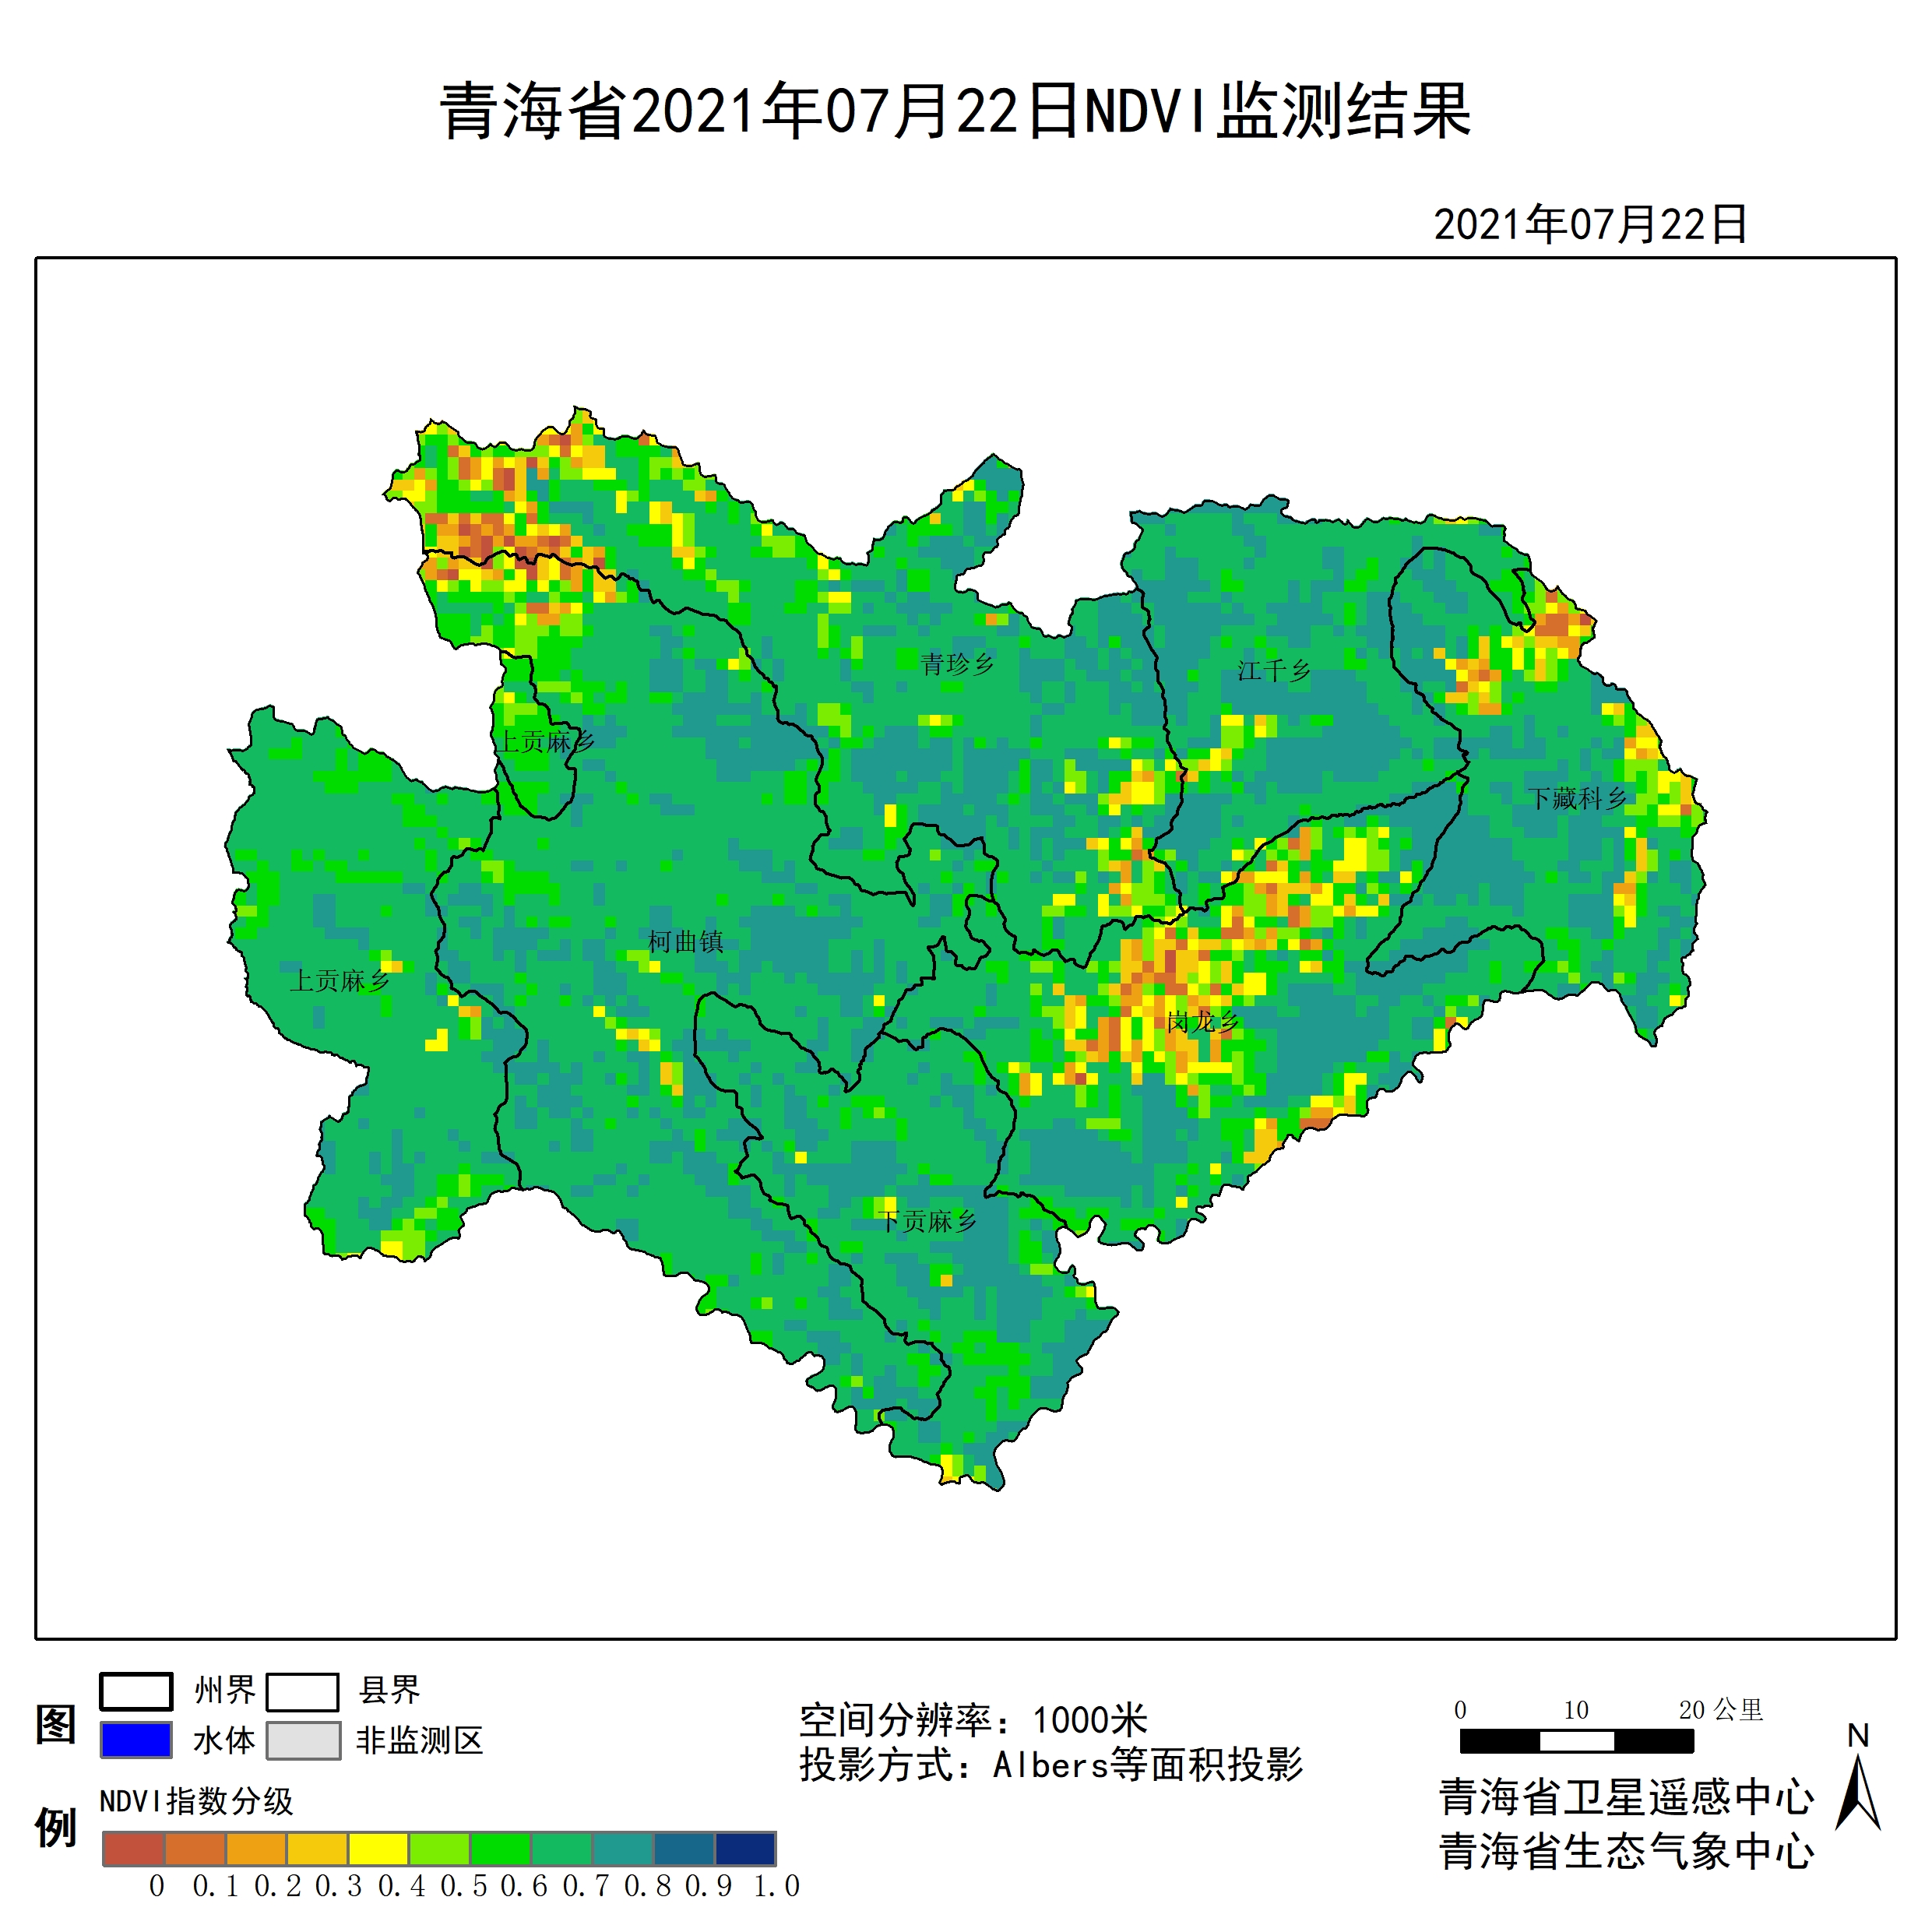 青海省2021年07月22日NDVI监测结果
2021年07月22日
青珍乡
江千乡
上贡麻乡
下藏科乡
柯曲镇
上贡麻乡
岗龙乡
下贡麻乡
图例
州界
县界
水体
非监测区
NDVI指数分级
0 0.1 0.2 0.3 0.4 0.5 0.6 0.7 0.8 0.9 1.0
空间分辨率：1000米
投影方式：Albers等面积投影
0 10 20 公里
N
青海省卫星遥感中心
青海省生态气象中心